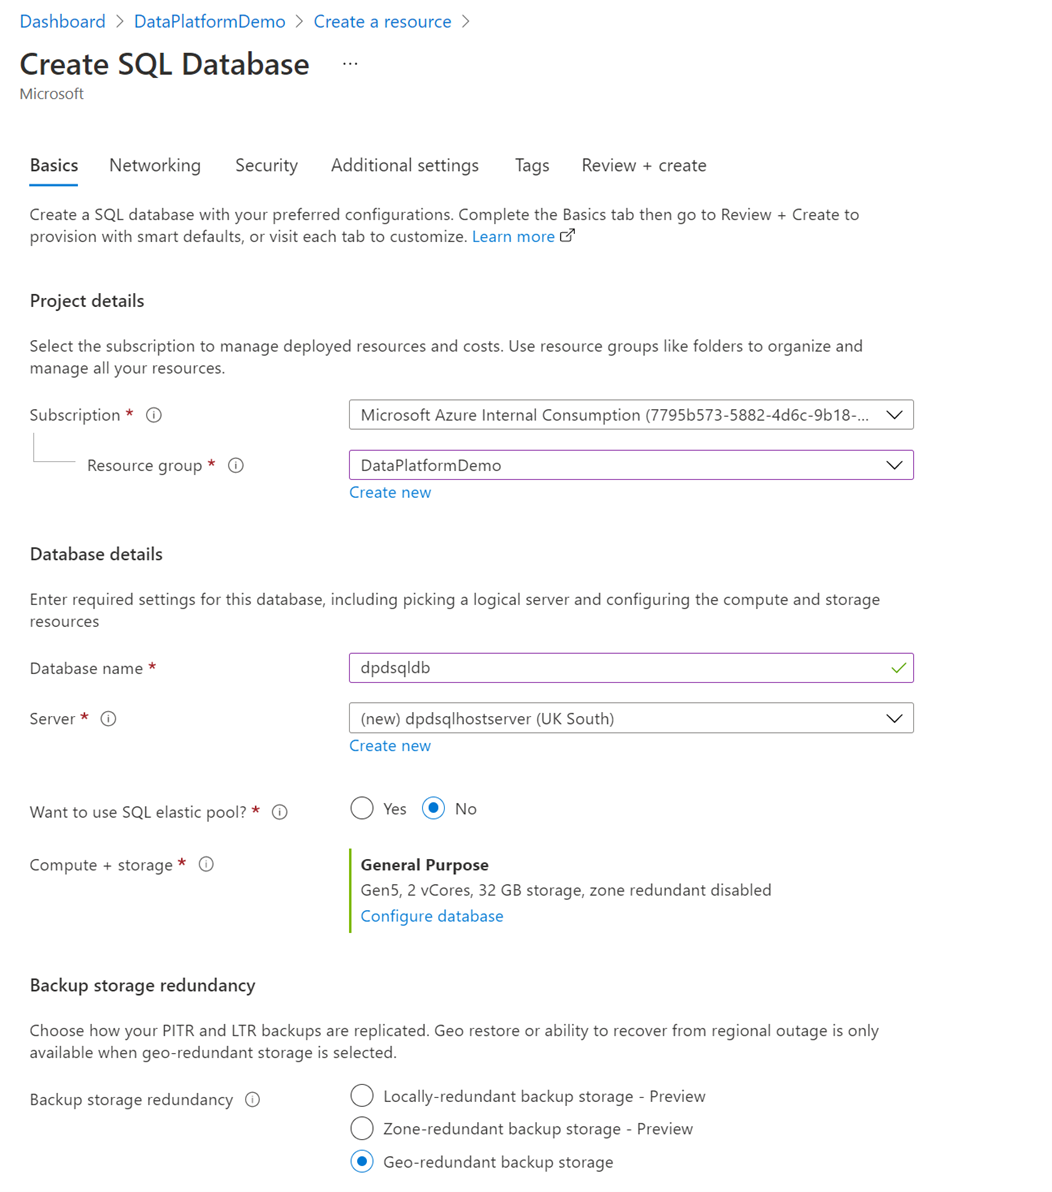 Dashboard > DataPlatformDemo > Create a resource >
Create SQL Database ...
Microsoft
Basics Networking Security Additional settings Tags Review + create
Create a SQL database with your preferred configurations. Complete the Basics tab then go to Review + Create to
provision with smart defaults, or visit each tab to customize. Learn more
Project details
Select the subscription to manage deployed resources and costs. Use resource groups like folders to organize and
manage all your resources.
Subscription *
Microsoft Azure Internal Consumption (7795b573-5882-4d6c-9b18-...
Resource group *
DataPlatformDemo
Create new
Database details
Enter required settings for this database, including picking a logical server and configuring the compute and storage
resources
Database name *
dpdsqldb
Server *
(new) dpdsqlhostserver (UK South)
Create new
Want to use SQL elastic pool? *
Yes No
Compute + storage *
General Purpose
Gen5, 2 vCores, 32 GB storage, zone redundant disabled
Configure database
Backup storage redundancy
Choose how your PITR and LTR backups are replicated. Geo restore or ability to recover from regional outage is only
available when geo-redundant storage is selected.
Backup storage redundancy
Locally-redundant backup storage - Preview
Zone-redundant backup storage - Preview
Geo-redundant backup storage